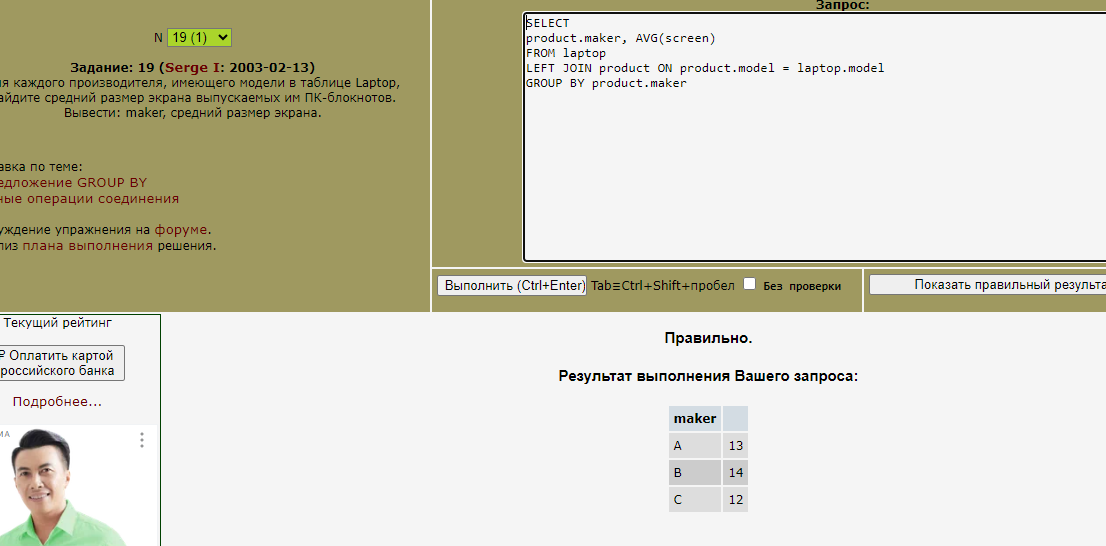 N 19 (1)
Задание: 19 (Serge I: 2003-02-13)
я каждого производителя, имеющего модели в таблице Laptop,
айдите средний размер экрана выпускаемых им ПК-блокнотов.
Вывести: maker, средний размер экрана.
авка по теме:
едложение GROUP BY
ные операции соединения
уждение упражнения на форуме.
лиз плана выполнения решения.
Запрос:
SELECT
product.maker, AVG(screen)
FROM laptop
LEFT JOIN product ON product.model = laptop.model
GROUP BY product.maker
Выполнить (Ctrl+Enter) Tab≡Ctrl+Shift+пробел Без проверки
Показать правильный результа
Текущий рейтинг
₽ Оплатить картой
российского банка
Подробнее...
МА
Правильно.
Результат выполнения Вашего запроса:
maker
A 13
B 14
C 12